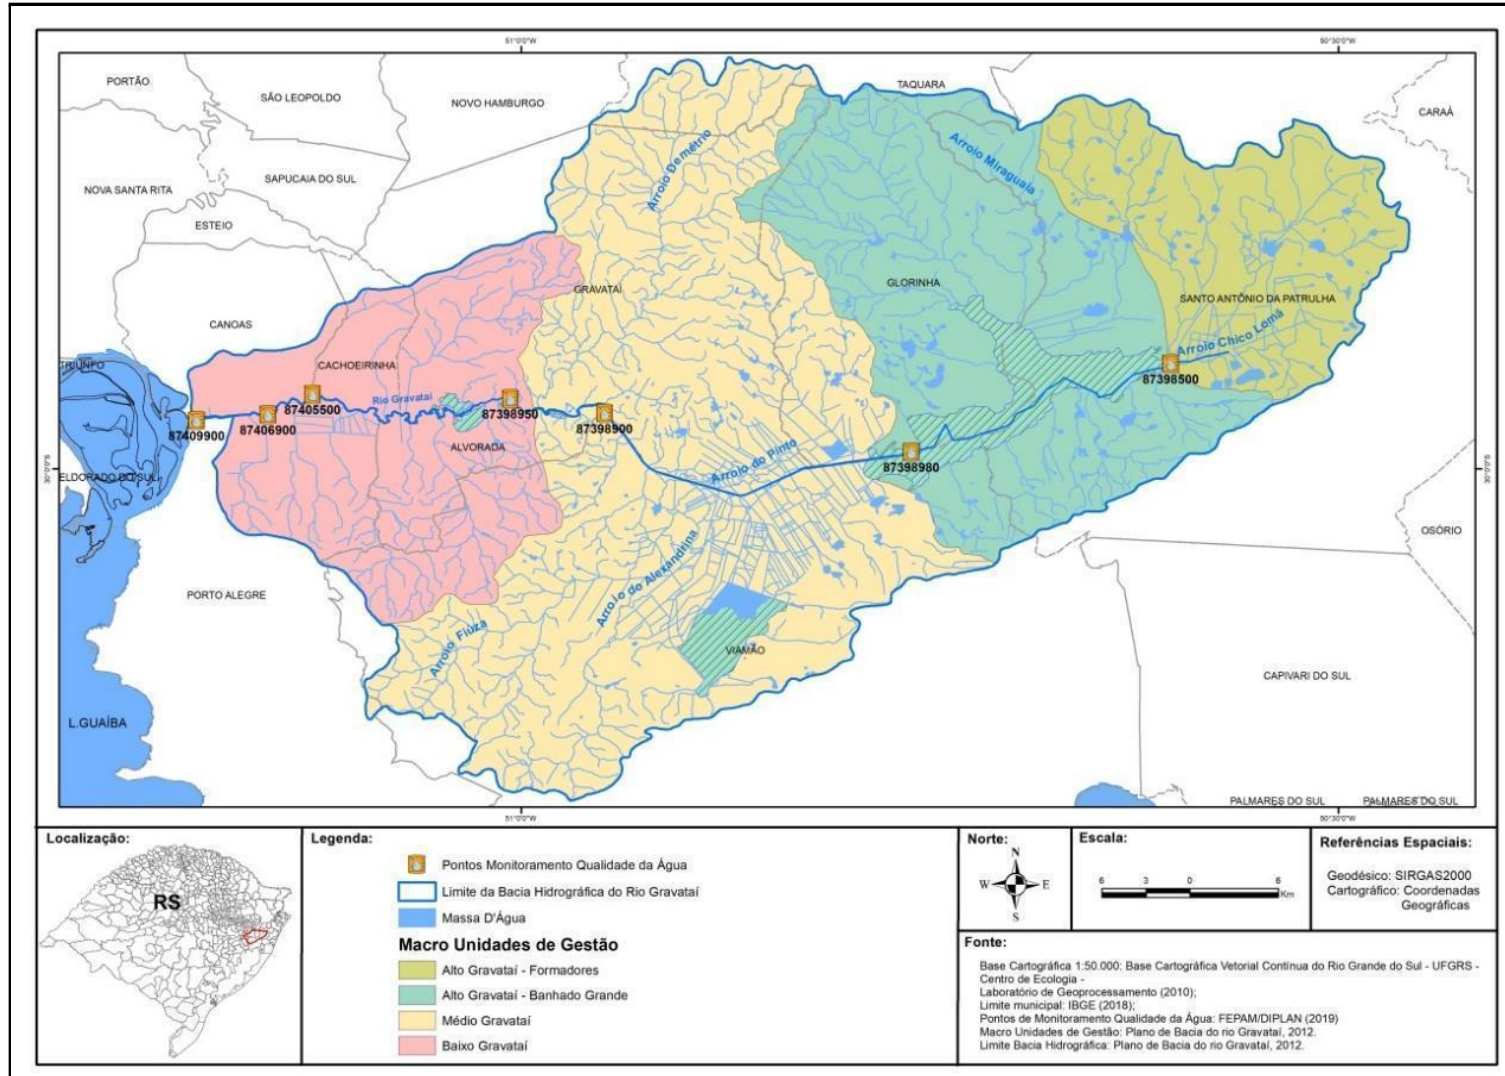 51°0'0"W
50°30'0"W
PORTÃO
SÃO LEOPOLDO
NOVO HAMBURGO
TAQUARA
CARAÁ
SAPUCAIA DO SUL
NOVA SANTA RITA
ESTEIO
Arroio Demétrio
Arroio Miraguaia
GRAVATAÍ
GLORINHA
SANTO ANTÔNIO DA PATRULHA
CANOAS
Arroio Chico Lomã
TRIUNFO
CACHOEIRINHA
87398500
Rio Gravataí
87405500
87398950
87409900
87406900
87398900
ALVORADA
Arroio do Pinto
87398980
30°0'0"S
30°0'0"S
ELDORADO DO SUL
OSÓRIO
Arroio do Alexandrina
PORTO ALEGRE
Arroio Fiúza
VIAMÃO
CAPIVARI DO SUL
L.GUAÍBA
PALMARES DO SUL
PALMARES DO SUL
51°0'0"W
50°30'0"W
Localização:
RS
Legenda:
Pontos Monitoramento Qualidade da Água
Limite da Bacia Hidrográfica do Rio Gravataí
Massa D'Água
Macro Unidades de Gestão
Alto Gravataí - Formadores
Alto Gravataí - Banhado Grande
Médio Gravataí
Baixo Gravataí
Norte:
N
W
E
S
Escala:
6 3 0 6
Km
Referências Espaciais:
Geodésico: SIRGAS2000
Cartográfico: Coordenadas
Geográficas
Fonte:
Base Cartográfica 1:50.000: Base Cartográfica Vetorial Contínua do Rio Grande do Sul - UFGRS -
Centro de Ecologia -
Laboratório de Geoprocessamento (2010);
Limite municipal: IBGE (2018);
Pontos de Monitoramento Qualidade da Água: FEPAM/DIPLAN (2019)
Macro Unidades de Gestão: Plano de Bacia do rio Gravataí, 2012.
Limite Bacia Hidrográfica: Plano de Bacia do rio Gravataí, 2012.